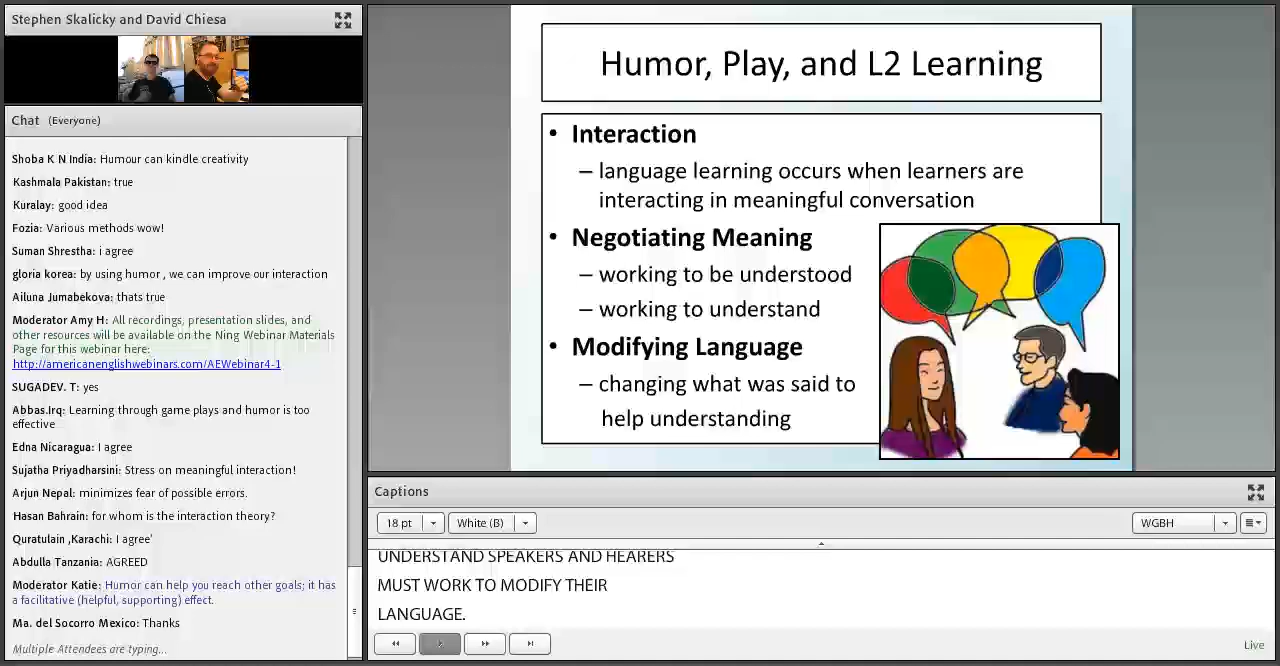 Stephen Skalicky and David Chiesa
Chat (Everyone)
Shoba K N India: Humour can kindle creativity
Kashmala Pakistan: true
Kuralay: good idea
Fozia: Various methods wow!
Suman Shrestha: i agree
gloria korea: by using humor , we can improve our interaction
Ailuna Jumabekova: thats true
Moderator Amy H: All recordings, presentation slides, and
other resources will be available on the Ning Webinar Materials
Page for this webinar here:
http://americanenglishwebinars.com/AEWebinar4-1
SUGADEV. T: yes
Abbas.Irq: Learning through game plays and humor is too
effective
Edna Nicaragua: I agree
Sujatha Priyadharsini: Stress on meaningful interaction!
Arjun Nepal: minimizes fear of possible errors.
Hasan Bahrain: for whom is the interaction theory?
Quratulain ,Karachi: I agree'
Abdulla Tanzania: AGREED
Moderator Katie: Humor can help you reach other goals; it has
a facilitative (helpful, supporting) effect.
Ma. del Socorro Mexico: Thanks
Multiple Attendees are typing...
Humor, Play, and L2 Learning
• Interaction
– language learning occurs when learners are
interacting in meaningful conversation
• Negotiating Meaning
– working to be understood
– working to understand
• Modifying Language
– changing what was said to
help understanding
Captions
18 pt White (B) WGBH
UNDERSTAND SPEAKERS AND HEARERS
MUST WORK TO MODIFY THEIR
LANGUAGE.
Live